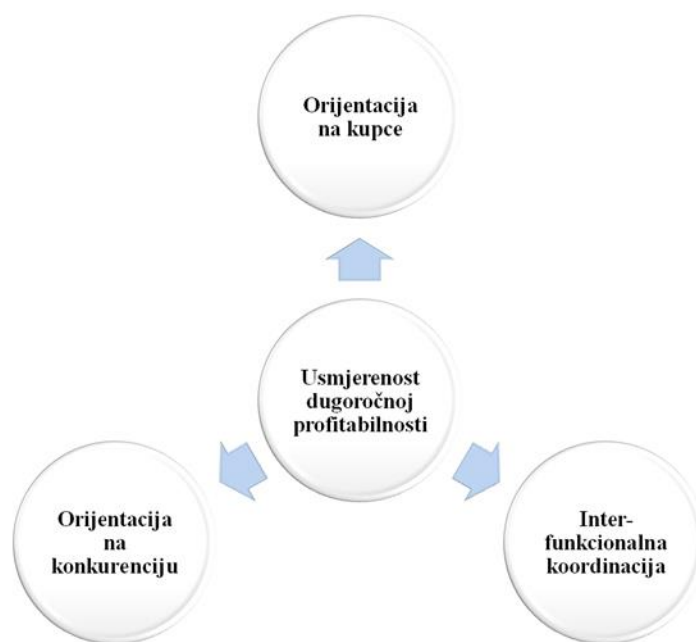 Orijentacija
na kupce
Usmjerenost
dugoročnoj
profitabilnosti
Orijentacija
na
konkurenciju
Inter-
funkcionalna
koordinacija